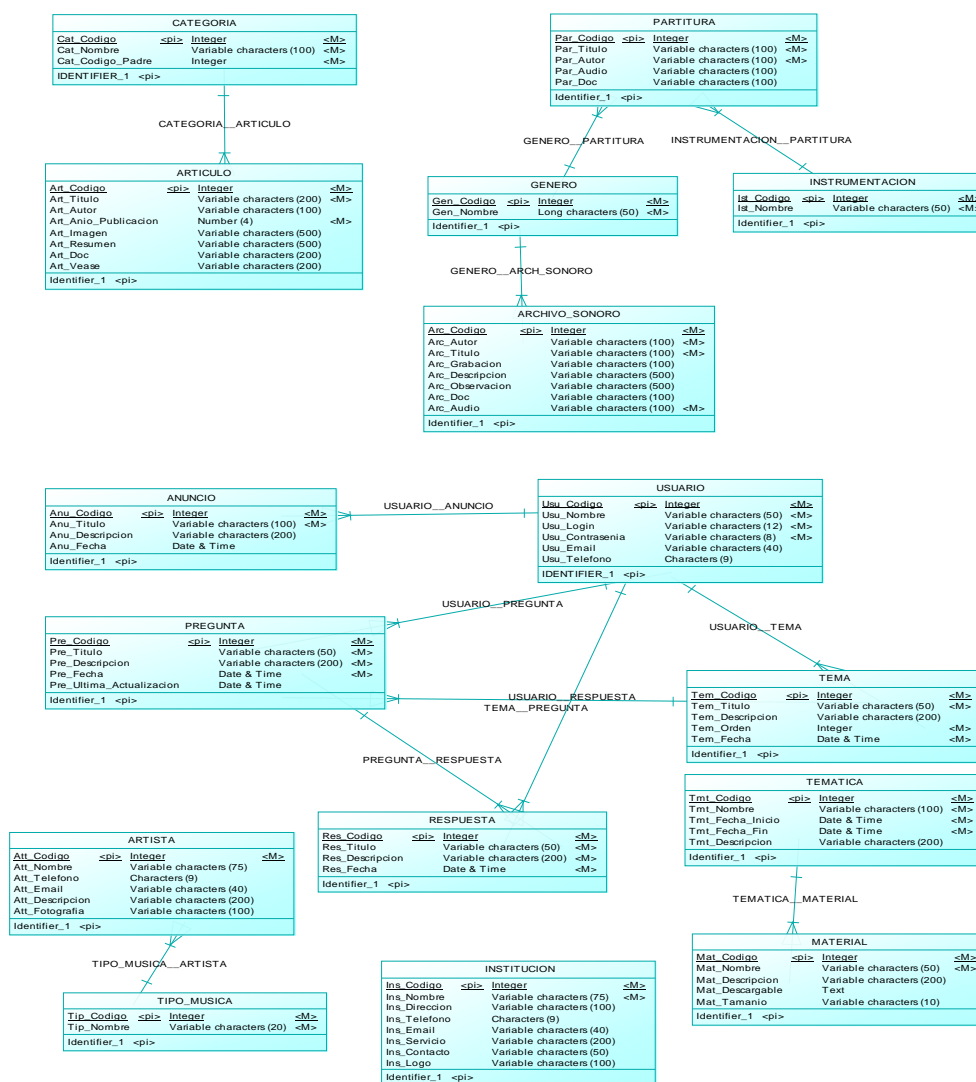 CATEGORIA
Cat_Codigo <pi> Integer <M>
Cat_Nombre Variable characters (100) <M>
Cat_Codigo_Padre Integer <M>
IDENTIFIER_1 <pi>
PARTITURA
Par_Codigo <pi> Integer <M>
Par_Titulo Variable characters (100) <M>
Par_Autor Variable characters (100) <M>
Par_Audio Variable characters (100)
Par_Doc Variable characters (100)
Identifier_1 <pi>
CATEGORIA__ARTICULO
GENERO__PARTITURA
INSTRUMENTACION__PARTITURA
ARTICULO
Art_Codigo <pi> Integer <M>
Art_Titulo Variable characters (200) <M>
Art_Autor Variable characters (100)
Art_Anio_Publicacion Number (4) <M>
Art_Imagen Variable characters (500)
Art_Resumen Variable characters (500)
Art_Doc Variable characters (200)
Art_Vease Variable characters (200)
Identifier_1 <pi>
GENERO
Gen_Codigo <pi> Integer <M>
Gen_Nombre Long characters (50) <M>
Identifier_1 <pi>
INSTRUMENTACION
Ist_Codigo <pi> Integer <M>
Ist_Nombre Variable characters (50) <M>
Identifier_1 <pi>
GENERO__ARCH_SONORO
ARCHIVO_SONORO
Arc_Codigo <pi> Integer <M>
Arc_Autor Variable characters (100) <M>
Arc_Titulo Variable characters (100) <M>
Arc_Grabacion Variable characters (100)
Arc_Descripcion Variable characters (500)
Arc_Observacion Variable characters (500)
Arc_Doc Variable characters (100)
Arc_Audio Variable characters (100) <M>
Identifier_1 <pi>
ANUNCIO
Anu_Codigo <pi> Integer <M>
Anu_Titulo Variable characters (100) <M>
Anu_Descripcion Variable characters (200)
Anu_Fecha Date & Time
Identifier_1 <pi>
USUARIO__ANUNCIO
USUARIO
Usu_Codigo <pi> Integer <M>
Usu_Nombre Variable characters (50) <M>
Usu_Login Variable characters (12) <M>
Usu_Contrasenia Variable characters (8) <M>
Usu_Email Variable characters (40)
Usu_Telefono Characters (9)
IDENTIFIER_1 <pi>
USUARIO__PREGUNTA
USUARIO__TEMA
PREGUNTA
Pre_Codigo <pi> Integer <M>
Pre_Titulo Variable characters (50) <M>
Pre_Descripcion Variable characters (200) <M>
Pre_Fecha Date & Time <M>
Pre_Ultima_Actualizacion Date & Time
Identifier_1 <pi>
USUARIO__RESPUESTA
TEMA__PREGUNTA
TEMA
Tem_Codigo <pi> Integer <M>
Tem_Titulo Variable characters (50) <M>
Tem_Descripcion Variable characters (200)
Tem_Orden Integer <M>
Tem_Fecha Date & Time <M>
Identifier_1 <pi>
PREGUNTA__RESPUESTA
TEMATICA
Tmt_Codigo <pi> Integer <M>
Tmt_Nombre Variable characters (100) <M>
Tmt_Fecha_Inicio Date & Time <M>
Tmt_Fecha_Fin Date & Time <M>
Tmt_Descripcion Variable characters (200)
Identifier_1 <pi>
RESPUESTA
Res_Codigo <pi> Integer <M>
Res_Titulo Variable characters (50) <M>
Res_Descripcion Variable characters (200) <M>
Res_Fecha Date & Time <M>
Identifier_1 <pi>
ARTISTA
Att_Codigo <pi> Integer <M>
Att_Nombre Variable characters (75)
Att_Telefono Characters (9)
Att_Email Variable characters (40)
Att_Descripcion Variable characters (200)
Att_Fotografia Variable characters (100)
Identifier_1 <pi>
TEMATICA__MATERIAL
TIPO_MUSICA__ARTISTA
MATERIAL
Mat_Codigo <pi> Integer <M>
Mat_Nombre Variable characters (50) <M>
Mat_Descripcion Variable characters (200)
Mat_Descargable Text
Mat_Tamanio Variable characters (10)
Identifier_1 <pi>
TIPO_MUSICA
Tip_Codigo <pi> Integer <M>
Tip_Nombre Variable characters (20) <M>
Identifier_1 <pi>
INSTITUCION
Ins_Codigo <pi> Integer <M>
Ins_Nombre Variable characters (75) <M>
Ins_Direccion Variable characters (100)
Ins_Telefono Characters (9)
Ins_Email Variable characters (40)
Ins_Servicio Variable characters (200)
Ins_Contacto Variable characters (50)
Ins_Logo Variable characters (100)
Identifier_1 <pi>